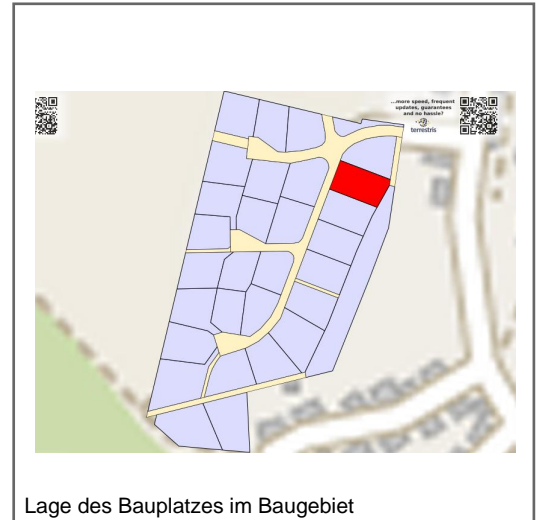 ...more speed, frequent
updates, guarantees
and no hassle?
terrestris
Lage des Bauplatzes im Baugebiet